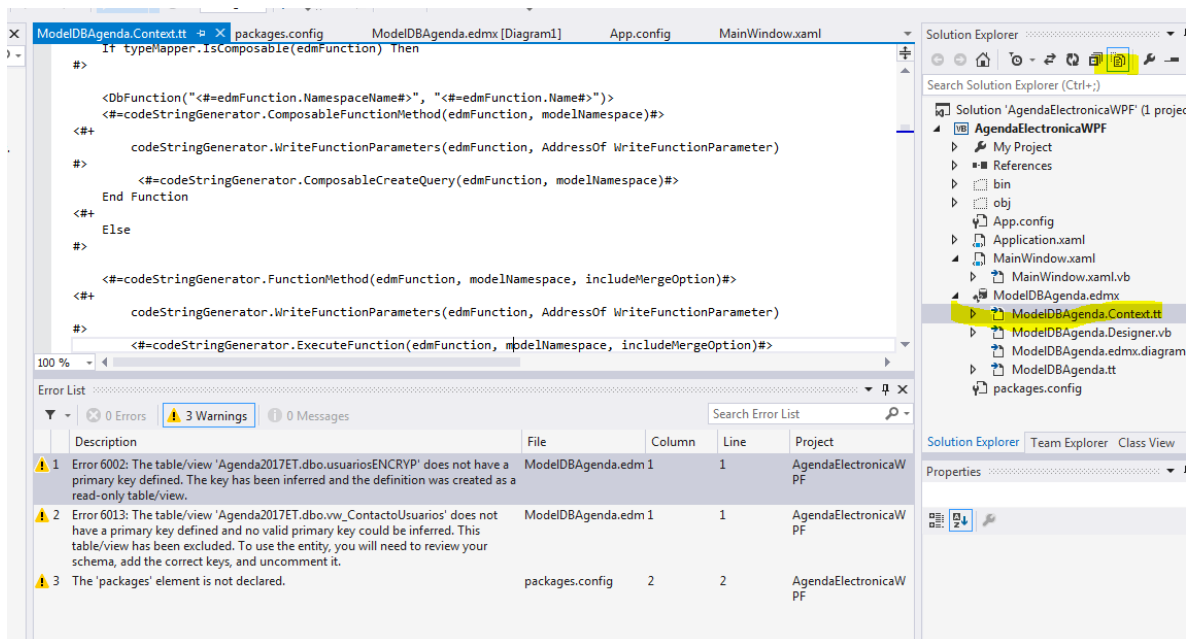 ModelDBAgenda.Context.tt packages.config ModelDBAgenda.edmx [Diagram1] App.config MainWindow.xaml
If typeMapper.IsComposable(edmFunction) Then
#>
<DbFunction("<#=edmFunction.NamespaceName#>", "<#=edmFunction.Name#>")>
<#=codeStringGenerator.ComposableFunctionMethod(edmFunction, modelNamespace)#>
<#+
codeStringGenerator.WriteFunctionParameters(edmFunction, AddressOf WriteFunctionParameter)
#>
<#=codeStringGenerator.ComposableCreateQuery(edmFunction, modelNamespace)#>
End Function
<#+
Else
#>
<#=codeStringGenerator.FunctionMethod(edmFunction, modelNamespace, includeMergeOption)#>
<#+
codeStringGenerator.WriteFunctionParameters(edmFunction, AddressOf WriteFunctionParameter)
#>
<#=codeStringGenerator.ExecuteFunction(edmFunction, modelNamespace, includeMergeOption)#>
100 %
Error List
0 Errors 3 Warnings 0 Messages Search Error List
Description File Column Line Project
1 Error 6002: The table/view 'Agenda2017ET.dbo.usuariosENCRYP' does not have a ModelDBAgenda.edm 1 1 AgendaElectronicaW
primary key defined. The key has been inferred and the definition was created as a PF
read-only table/view.
2 Error 6013: The table/view 'Agenda2017ET.dbo.vw_ContactoUsuarios' does not ModelDBAgenda.edm 1 1 AgendaElectronicaW
have a primary key defined and no valid primary key could be inferred. This PF
table/view has been excluded. To use the entity, you will need to review your
schema, add the correct keys, and uncomment it.
3 The 'packages' element is not declared. packages.config 2 2 AgendaElectronicaW
PF
Solution Explorer
Search Solution Explorer (Ctrl+;)
Solution 'AgendaElectronicaWPF' (1 projec
VB AgendaElectronicaWPF
My Project
References
bin
obj
App.config
Application.xaml
MainWindow.xaml
MainWindow.xaml.vb
ModelDBAgenda.edmx
ModelDBAgenda.Context.tt
ModelDBAgenda.Designer.vb
ModelDBAgenda.edmx.diagram
ModelDBAgenda.tt
packages.config
Solution Explorer Team Explorer Class View
Properties